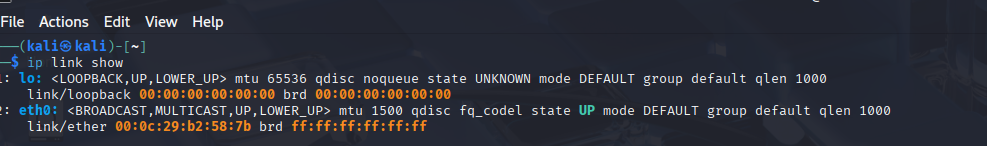 File Actions Edit View Help
(kali㉿kali)-[~]
$ ip link show
1: lo: <LOOPBACK,UP,LOWER_UP> mtu 65536 qdisc noqueue state UNKNOWN mode DEFAULT group default qlen 1000
link/loopback 00:00:00:00:00:00 brd 00:00:00:00:00:00
2: eth0: <BROADCAST,MULTICAST,UP,LOWER_UP> mtu 1500 qdisc fq_codel state UP mode DEFAULT group default qlen 1000
link/ether 00:0c:29:b2:58:7b brd ff:ff:ff:ff:ff:ff